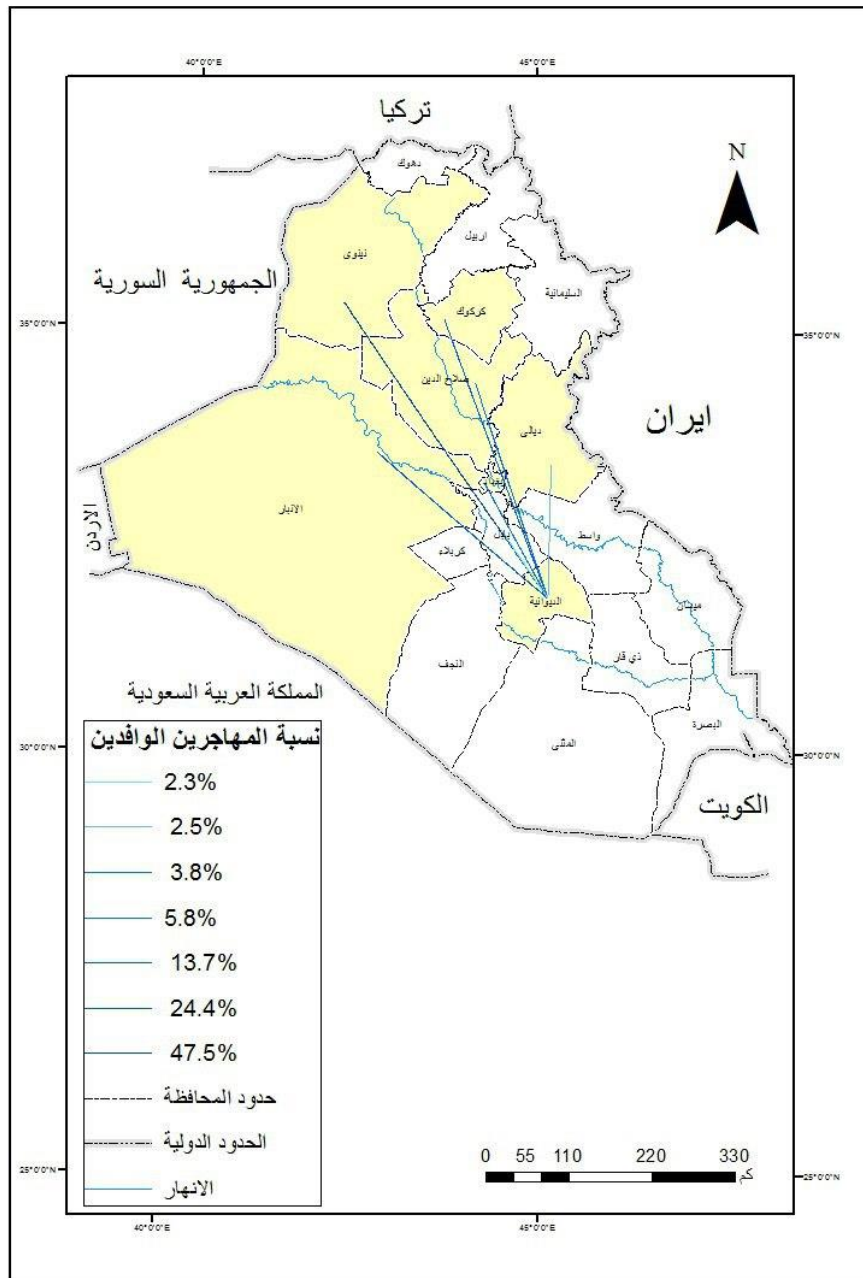 40°0'0"E
45°0'0"E
تركيا
N
دهوك
اربيل
نينوى
السليمانية
الجمهورية السورية
كركوك
35°0'0"N
35°0'0"N
صلاح الدين
ايران
ديالى
الانبار
واسط
بابل
الاردن
كربلاء
الديوانية
ميسان
ذي قار
النجف
المملكة العربية السعودية
البصرة
المثنى
30°0'0"N
30°0'0"N
الكويت
نسبة المهاجرين الوافدين
2.3%
2.5%
3.8%
5.8%
13.7%
24.4%
47.5%
حدود المحافظة
الحدود الدولية
الانهار
0 55 110 220 330
كم
25°0'0"N
25°0'0"N
40°0'0"E
45°0'0"E